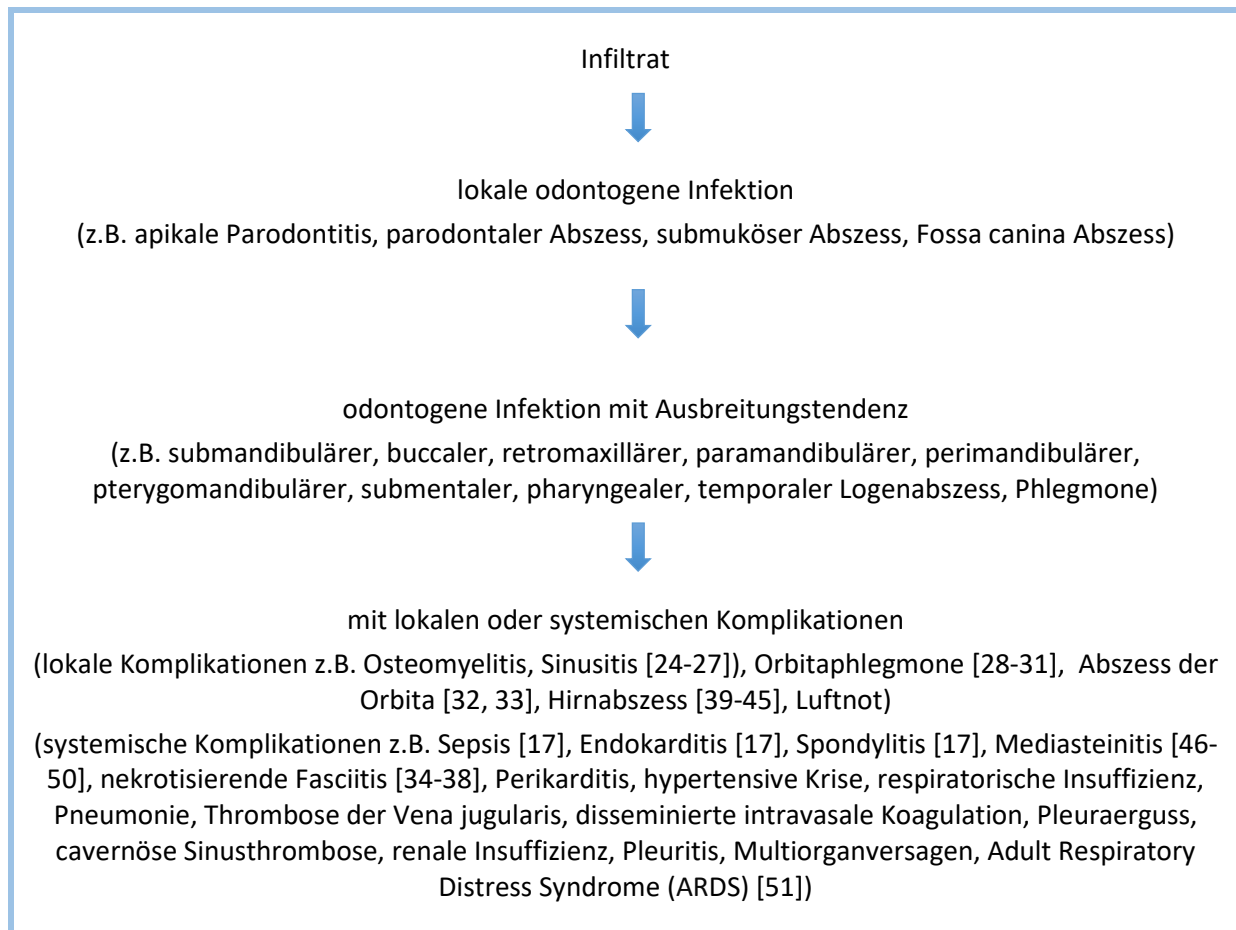 Infiltrat
lokale odontogene Infektion
(z.B. apikale Parodontitis, parodontaler Abszess, submuköser Abszess, Fossa canina Abszess)
odontogene Infektion mit Ausbreitungstendenz
(z.B. submandibulärer, buccaler, retromaxillärer, paramandibulärer, perimandibulärer,
pterygomandibulärer, submentaler, pharyngealer, temporaler Logenabszess, Phlegmone)
mit lokalen oder systemischen Komplikationen
(lokale Komplikationen z.B. Osteomyelitis, Sinusitis [24-27]), Orbitaphlegmone [28-31],  Abszess der
Orbita [32, 33], Hirnabszess [39-45], Luftnot)
(systemische Komplikationen z.B. Sepsis [17], Endokarditis [17], Spondylitis [17], Mediasteinitis [46-
50], nekrotisierende Fasciitis [34-38], Perikarditis, hypertensive Krise, respiratorische Insuffizienz,
Pneumonie, Thrombose der Vena jugularis, disseminierte intravasale Koagulation, Pleuraerguss,
cavernöse Sinusthrombose, renale Insuffizienz, Pleuritis, Multiorganversagen, Adult Respiratory
Distress Syndrome (ARDS) [51])